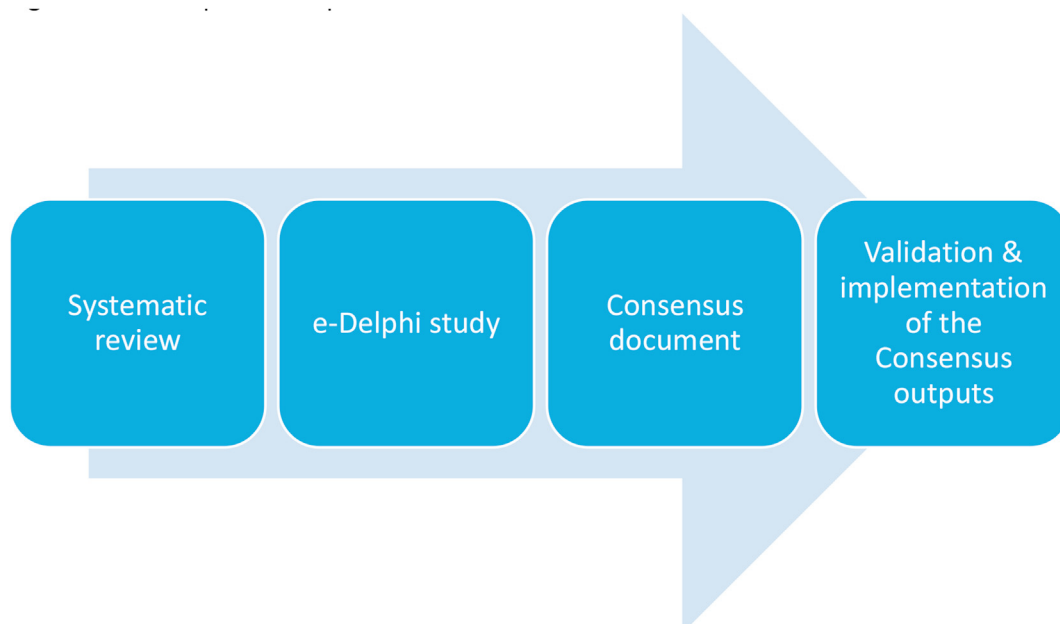 Systematic
review
e-Delphi study
Consensus
document
Validation &
implementation
of the
Consensus
outputs